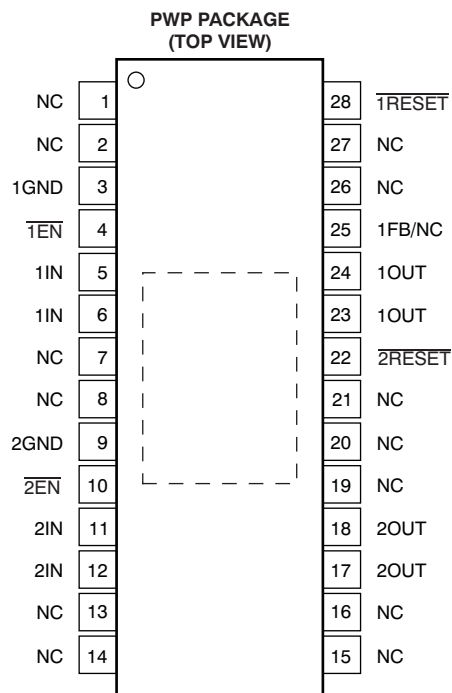 PWP PACKAGE
(TOP VIEW)
NC 1 28 1RESET
NC 2 27 NC
1GND 3 26 NC
1EN 4 25 1FB/NC
1IN 5 24 1OUT
1IN 6 23 1OUT
NC 7 22 2RESET
NC 8 21 NC
2GND 9 20 NC
2EN 10 19 NC
2IN 11 18 2OUT
2IN 12 17 2OUT
NC 13 16 NC
NC 14 15 NC